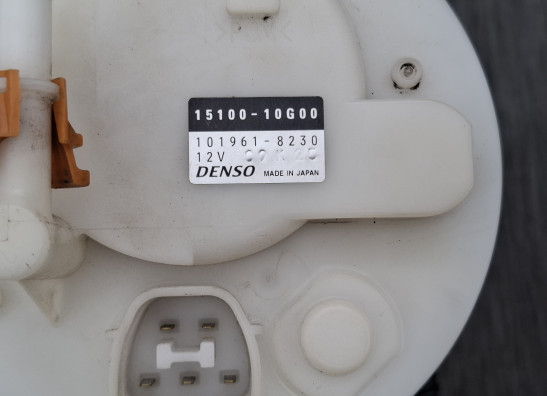 15100-10G00
101961-8230
12V
DENSO MADE IN JAPAN